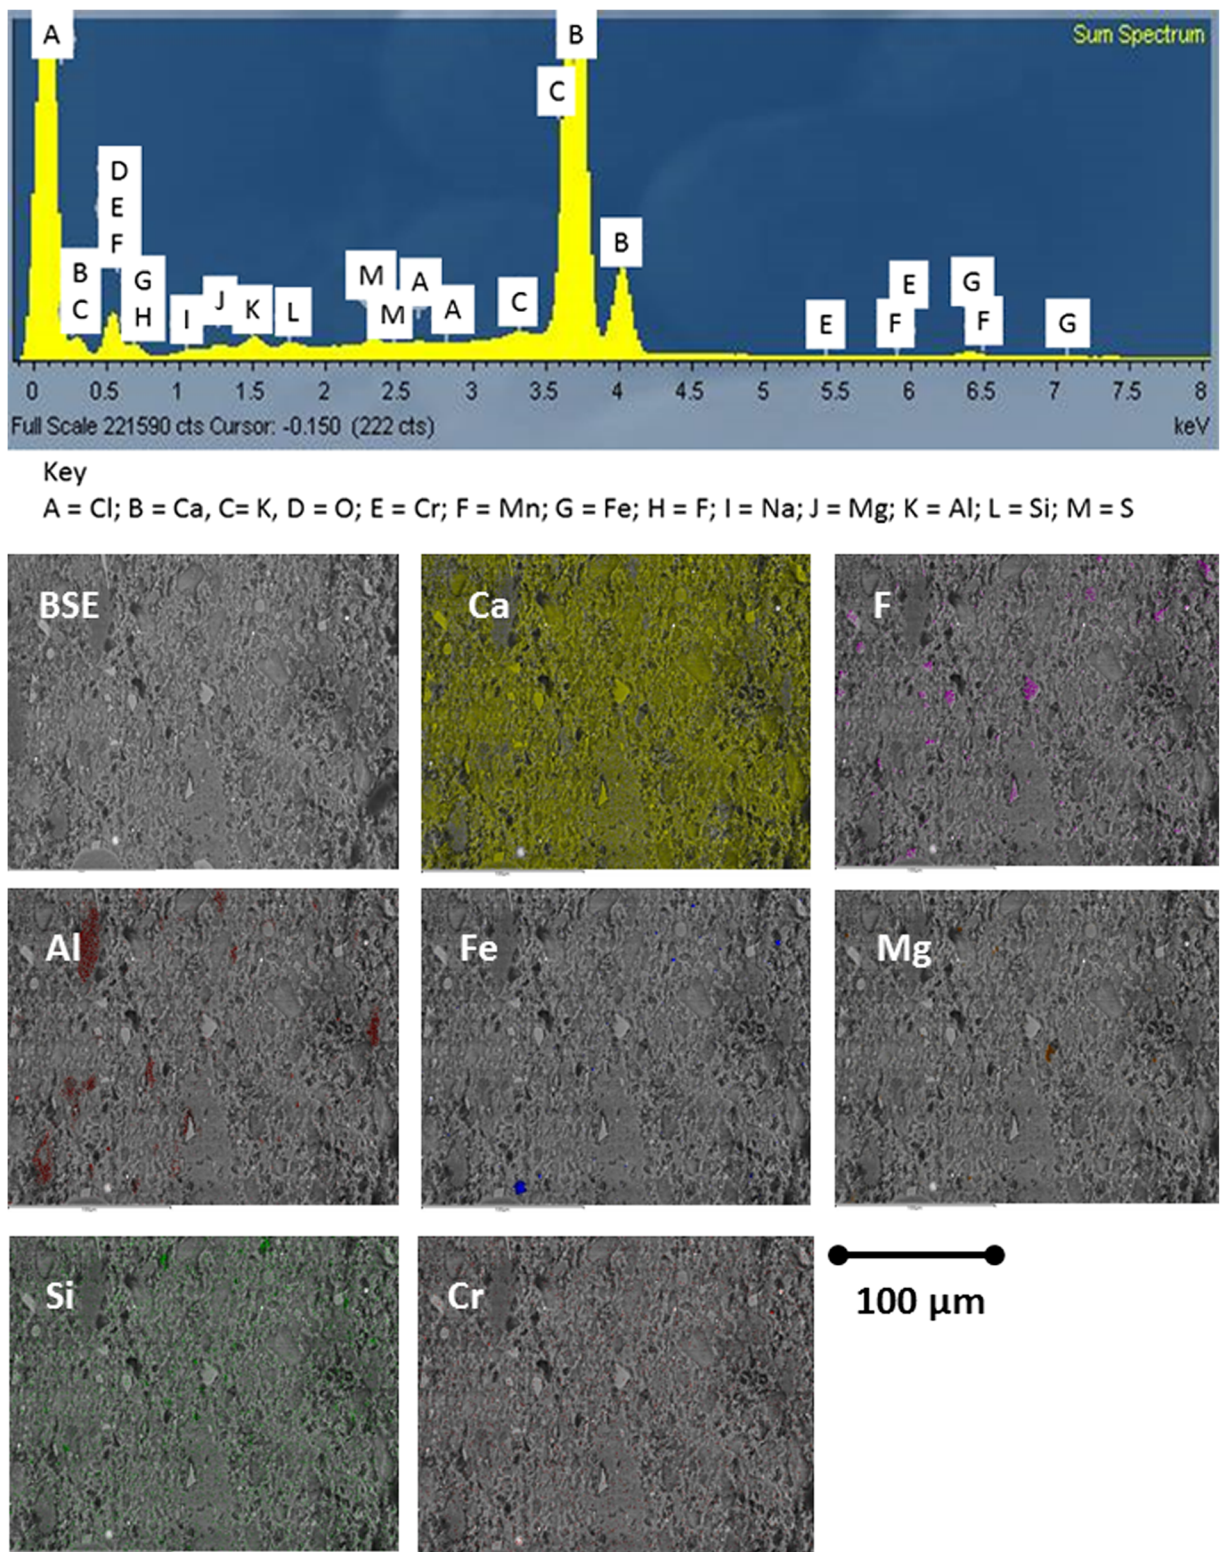 Sum Spectrum
A
B
C
D
E
F
B
C
G
H
I
J
K
L
M
M
A
A
C
B
E
E
F
G
F
G
0 0.5 1 1.5 2 2.5 3 3.5 4 4.5 5 5.5 6 6.5 7 7.5 8
Full Scale 221590 cts Cursor: -0.150 (222 cts) keV
Key
A = Cl; B = Ca, C= K, D = O; E = Cr; F = Mn; G = Fe; H = F; I = Na; J = Mg; K = Al; L = Si; M = S
BSE
Ca
F
Al
Fe
Mg
Si
Cr
100 μm